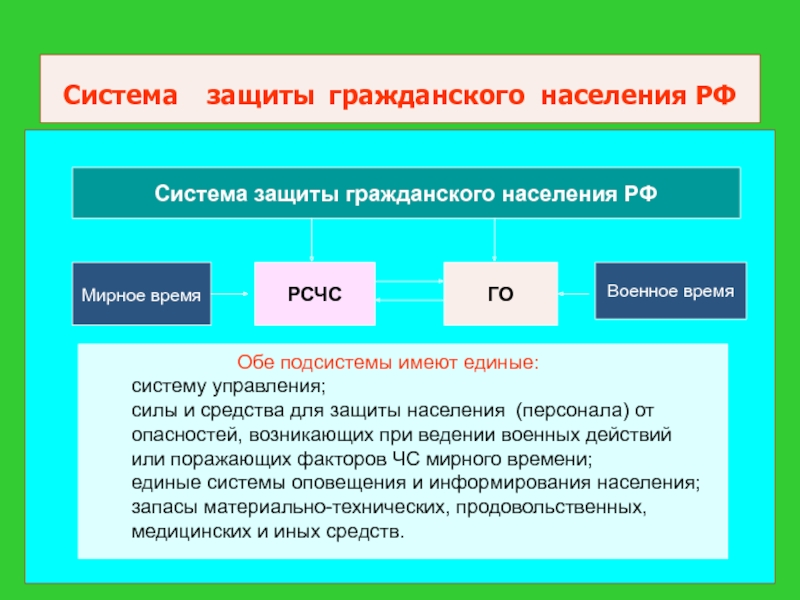 Система защиты гражданского населения РФ
Система защиты гражданского населения РФ
Мирное время
РСЧС
ГО
Военное время
Обе подсистемы имеют единые:
систему управления;
силы и средства для защиты населения (персонала) от
опасностей, возникающих при ведении военных действий
или поражающих факторов ЧС мирного времени;
единые системы оповещения и информирования населения;
запасы материально-технических, продовольственных,
медицинских и иных средств.